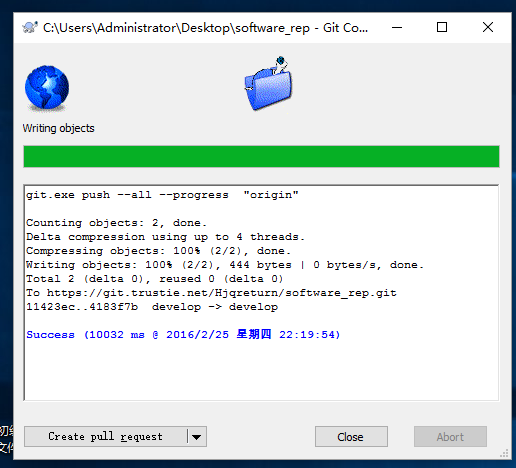 C:\Users\Administrator\Desktop\software_rep - Git Co...
Writing objects
git.exe push --all --progress "origin"
Counting objects: 2, done.
Delta compression using up to 4 threads.
Compressing objects: 100% (2/2), done.
Writing objects: 100% (2/2), 444 bytes | 0 bytes/s, done.
Total 2 (delta 0), reused 0 (delta 0)
To https://git.trustie.net/Hjqreturn/software_rep.git
11423ec..4183f7b develop -> develop
Success (10032 ms @ 2016/2/25 星期四 22:19:54)
Create pull request
Close
Abort